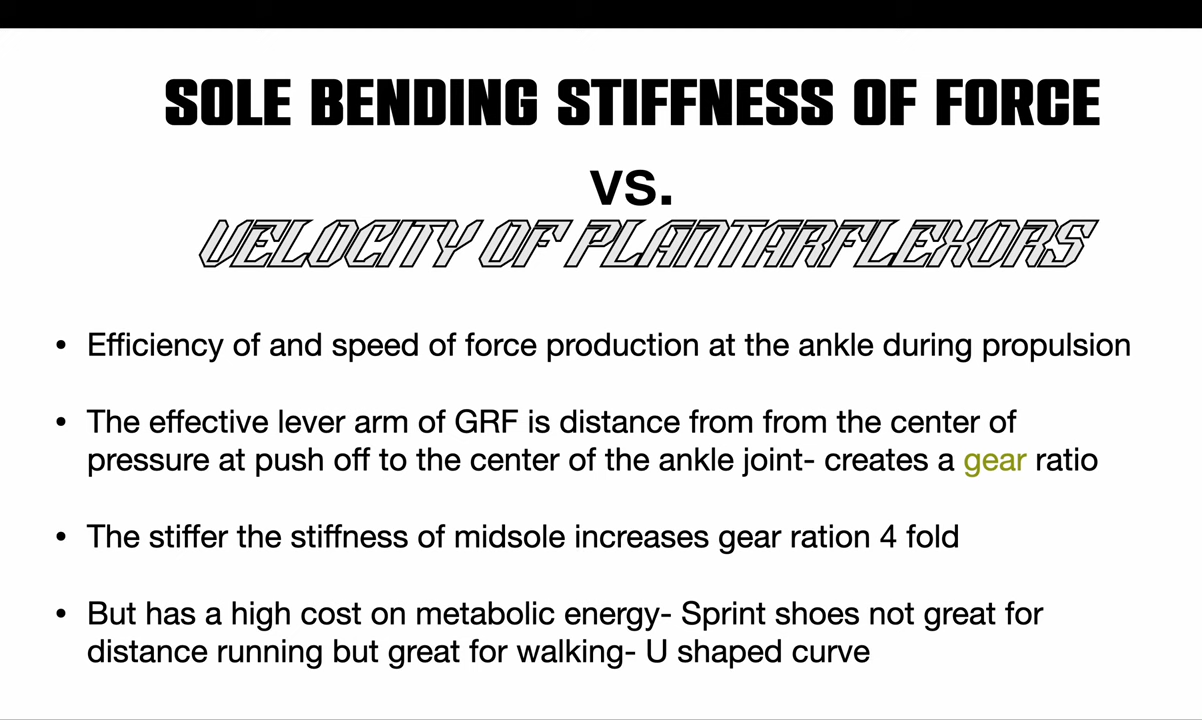 SOLE BENDING STIFFNESS OF FORCE
vs.
VELOCITY OF PLANTARFLEXORS
• Efficiency of and speed of force production at the ankle during propulsion
• The effective lever arm of GRF is distance from from the center of
pressure at push off to the center of the ankle joint- creates a gear ratio
• The stiffer the stiffness of midsole increases gear ration 4 fold
• But has a high cost on metabolic energy- Sprint shoes not great for
distance running but great for walking- U shaped curve